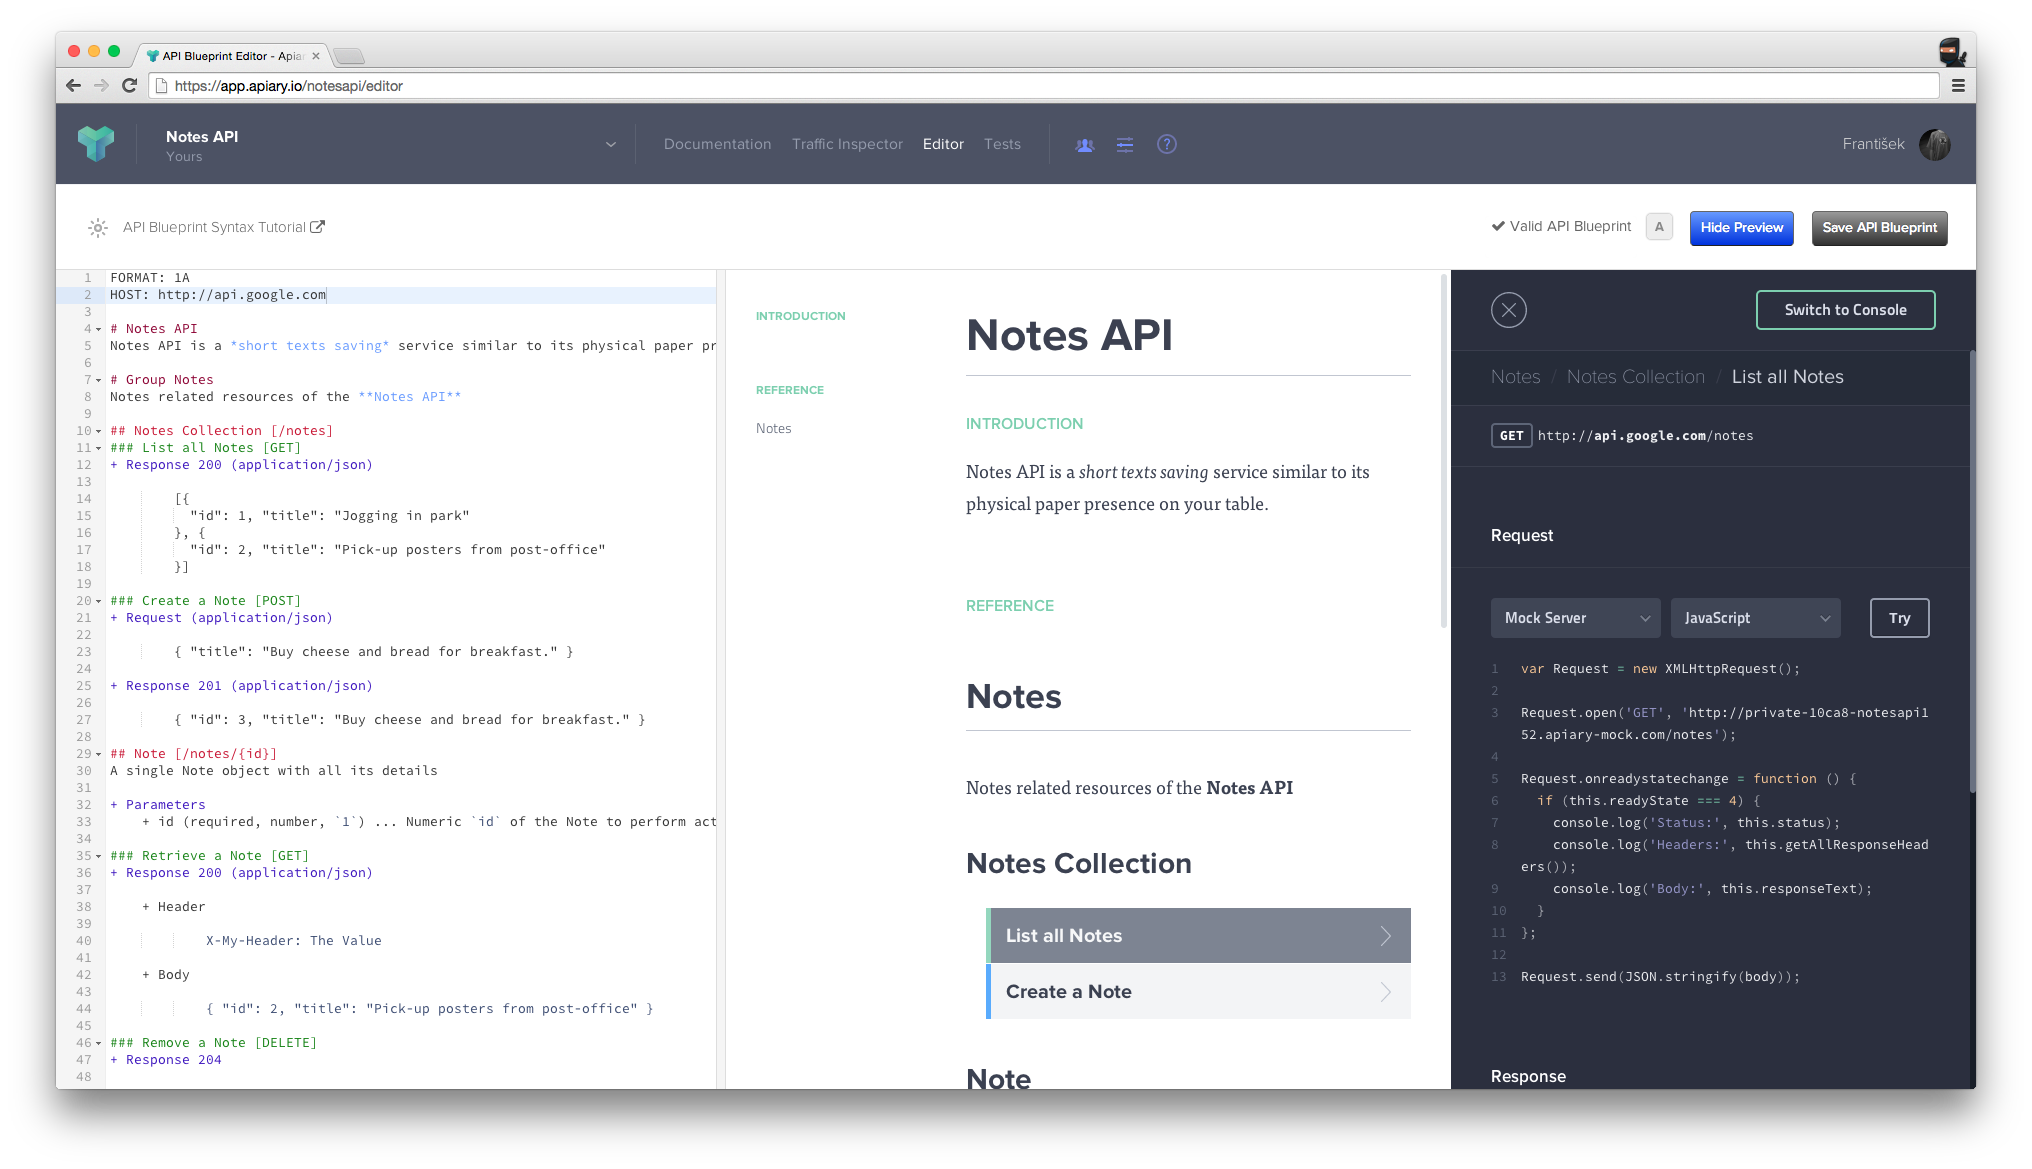 API Blueprint Editor - Apiar
https://app.apiary.io/notesapi/editor
Notes API
Yours
Documentation Traffic Inspector Editor Tests
?
František
API Blueprint Syntax Tutorial
Valid API Blueprint A Hide Preview Save API Blueprint
1 FORMAT: 1A
2 HOST: http://api.google.com
3
4 # Notes API
5 Notes API is a *short texts saving* service similar to its physical paper pr
6
7 # Group Notes
8 Notes related resources of the **Notes API**
9
10 ## Notes Collection [/notes]
11 ### List all Notes [GET]
12 + Response 200 (application/json)
13
14 [{
15 "id": 1, "title": "Jogging in park"
16 }, {
17 "id": 2, "title": "Pick-up posters from post-office"
18 }]
19
20 ### Create a Note [POST]
21 + Request (application/json)
22
23 { "title": "Buy cheese and bread for breakfast." }
24
25 + Response 201 (application/json)
26
27 { "id": 3, "title": "Buy cheese and bread for breakfast." }
28
29 ## Note [/notes/{id}]
30 A single Note object with all its details
31
32 + Parameters
33 + id (required, number, `1`) ... Numeric `id` of the Note to perform act
34
35 ### Retrieve a Note [GET]
36 + Response 200 (application/json)
37
38 + Header
39
40 X-My-Header: The Value
41
42 + Body
43
44 { "id": 2, "title": "Pick-up posters from post-office" }
45
46 ### Remove a Note [DELETE]
47 + Response 204
48
INTRODUCTION
REFERENCE
Notes
Notes API
INTRODUCTION
Notes API is a short texts saving service similar to its
physical paper presence on your table.
REFERENCE
Notes
Notes related resources of the Notes API
Notes Collection
List all Notes
Create a Note
Note
Switch to Console
Notes / Notes Collection / List all Notes
GET http://api.google.com/notes
Request
Mock Server JavaScript Try
1 var Request = new XMLHttpRequest();
2
3 Request.open('GET', 'http://private-10ca8-notesapi1
52.apiary-mock.com/notes');
4
5 Request.onreadystatechange = function () {
6 if (this.readyState === 4) {
7 console.log('Status:', this.status);
8 console.log('Headers:', this.getAllResponseHead
ers());
9 console.log('Body:', this.responseText);
10 }
11 };
12
13 Request.send(JSON.stringify(body));
Response